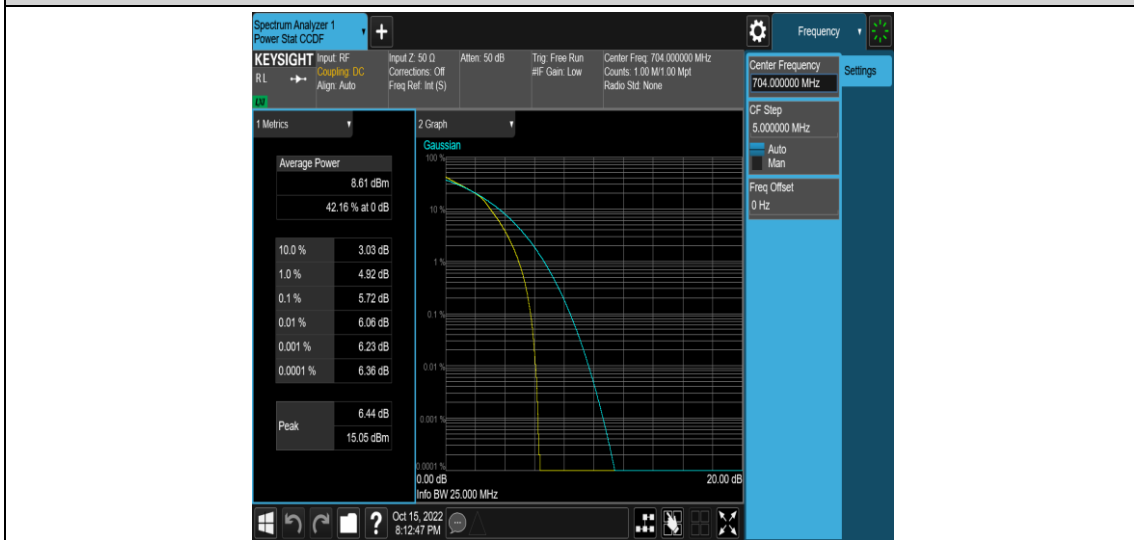 Spectrum Analyzer 1
Power Stat CCDF
+
Frequency
KEYSIGHT
RL
LXI
Input: RF
Coupling: DC
Align: Auto
Input Z: 50 Ω
Corrections: Off
Freq Ref: Int (S)
Atten: 50 dB
Trig: Free Run
#IF Gain: Low
Center Freq: 704.000000 MHz
Counts: 1.00 M/1.00 Mpt
Radio Std: None
Center Frequency
704.000000 MHz
Settings
CF Step
5.000000 MHz
Auto
Man
Freq Offset
0 Hz
1 Metrics
Average Power
8.61 dBm
42.16 % at 0 dB
10.0 % 3.03 dB
1.0 % 4.92 dB
0.1 % 5.72 dB
0.01 % 6.06 dB
0.001 % 6.23 dB
0.0001 % 6.36 dB
Peak
6.44 dB
15.05 dBm
2 Graph
Gaussian
100 %
10 %
1 %
0.1 %
0.01 %
0.001 %
0.0001 %
0.00 dB 20.00 dB
Info BW 25.000 MHz
?
Oct 15, 2022
8:12:47 PM